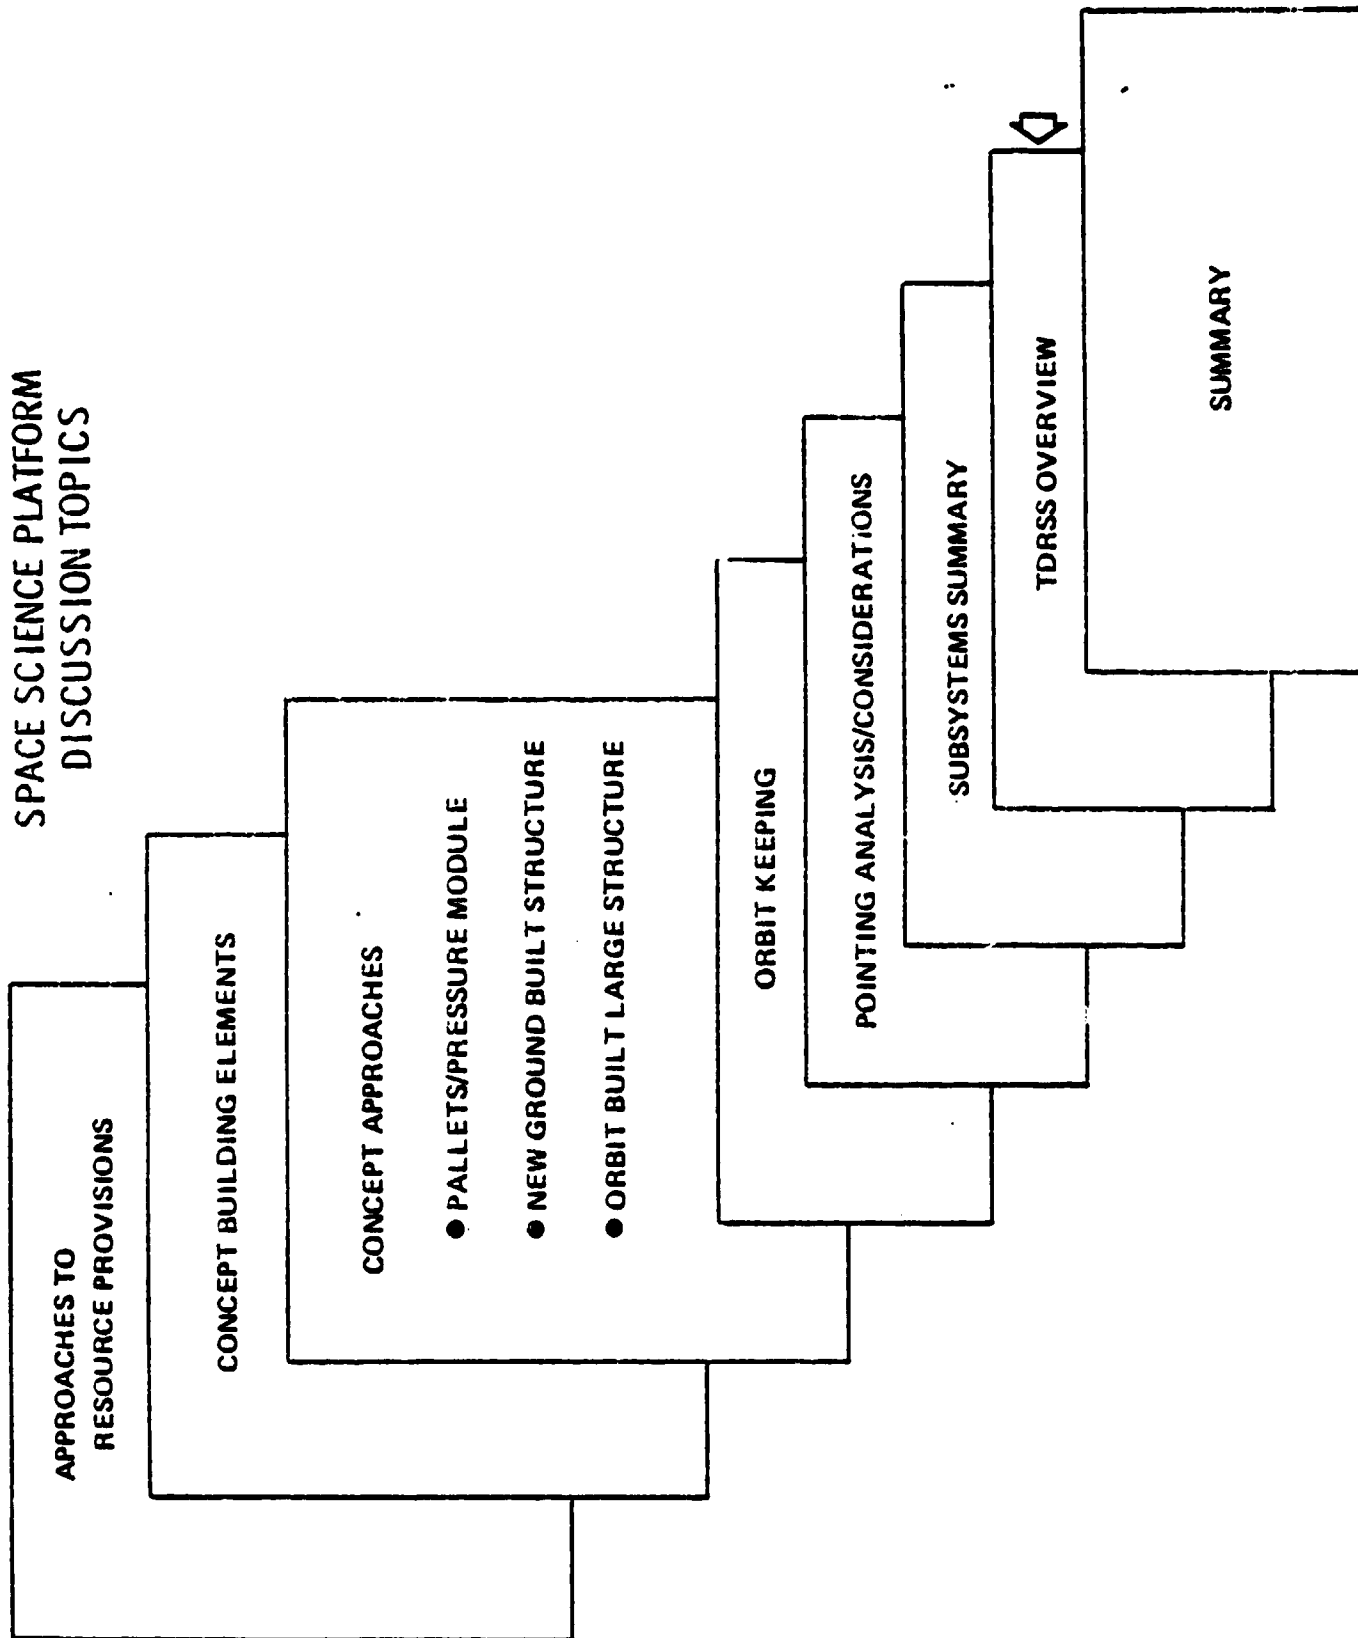 SPACE SCIENCE PLATFORM
DISCUSSION TOPICS
APPROACHES TO
RESOURCE PROVISIONS
CONCEPT BUILDING ELEMENTS
CONCEPT APPROACHES
● PALLETS/PRESSURE MODULE
● NEW GROUND BUILT STRUCTURE
● ORBIT BUILT LARGE STRUCTURE
ORBIT KEEPING
POINTING ANALYSIS/CONSIDERATIONS
SUBSYSTEMS SUMMARY
TDRSS OVERVIEW
SUMMARY